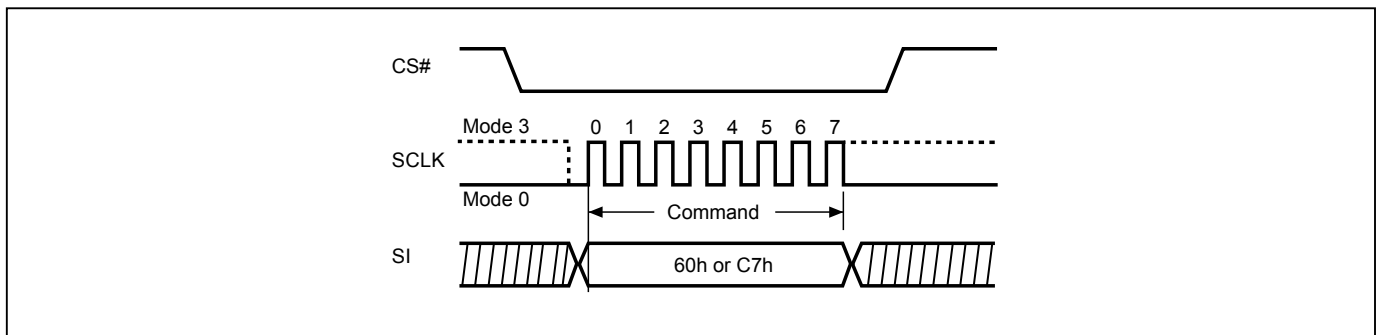 CS#
Mode 3
0 1 2 3 4 5 6 7
SCLK
Mode 0
Command
SI
60h or C7h